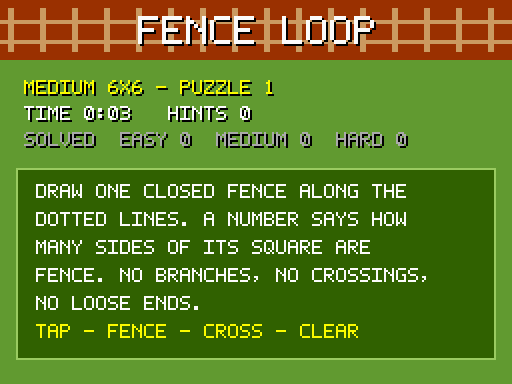 FENCE LOOP
MEDIUM 6X6 - PUZZLE 1
TIME 0:03 HINTS 0
SOLVED EASY 0 MEDIUM 0 HARD 0
DRAW ONE CLOSED FENCE ALONG THE
DOTTED LINES. A NUMBER SAYS HOW
MANY SIDES OF ITS SQUARE ARE
FENCE. NO BRANCHES, NO CROSSINGS,
NO LOOSE ENDS.
TAP - FENCE - CROSS - CLEAR